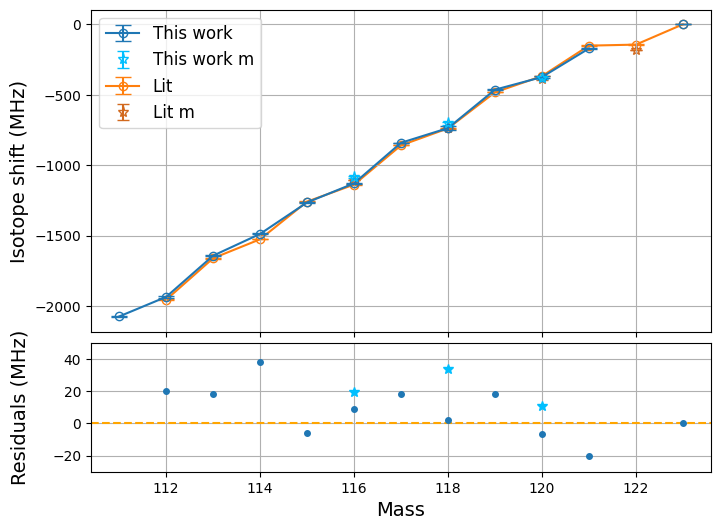 0
−500
−1000
−1500
−2000
Isotope shift (MHz)
This work
This work m
Lit
Lit m
40
20
0
−20
Residuals (MHz)
112 114 116 118 120 122
Mass